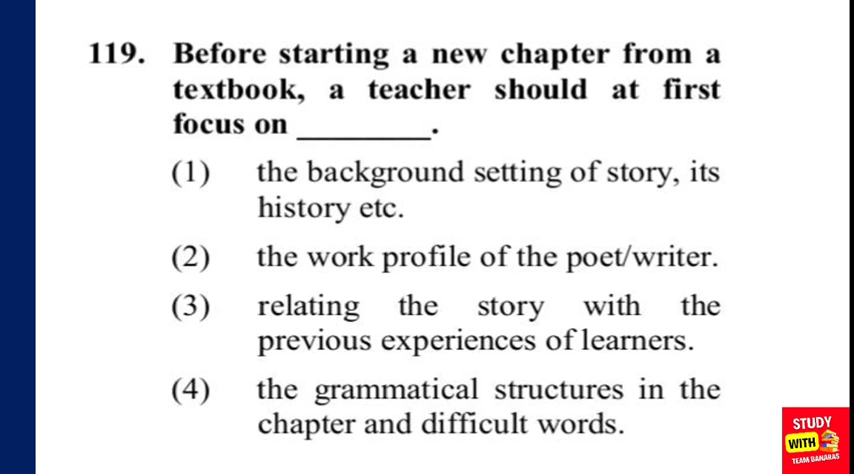 119. Before starting a new chapter from a
textbook, a teacher should at first
focus on _________.
(1) the background setting of story, its
history etc.
(2) the work profile of the poet/writer.
(3) relating the story with the
previous experiences of learners.
(4) the grammatical structures in the
chapter and difficult words.
STUDY
WITH
TEAM BANARAS